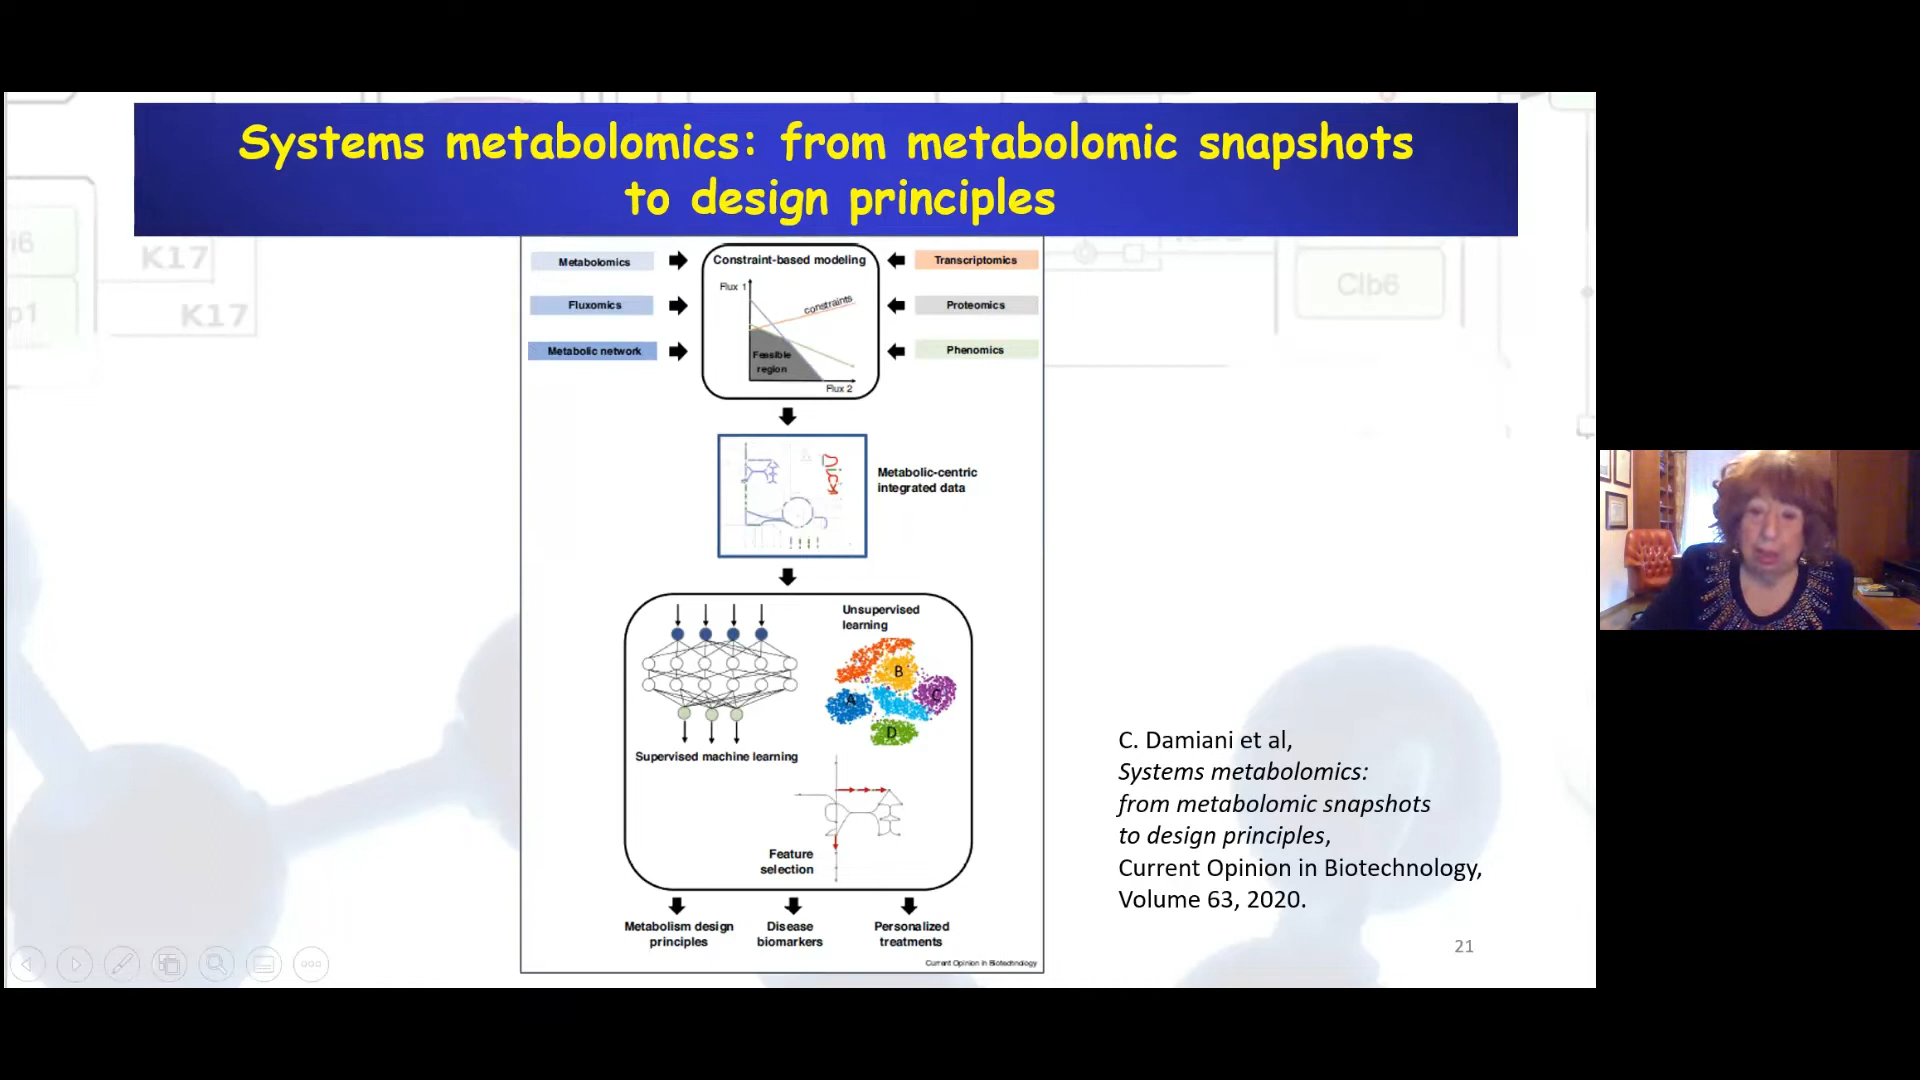 Systems metabolomics: from metabolomic snapshots
to design principles
Metabolomics
Fluxomics
Metabolic network
Constraint-based modeling
Flux 1
constraints
Feasible
region
Flux 2
Transcriptomics
Proteomics
Phenomics
Metabolic-centric
integrated data
Unsupervised
learning
B
A
C
D
Supervised machine learning
Feature
selection
Metabolism design
principles
Disease
biomarkers
Personalized
treatments
Current Opinion in Biotechnology
C. Damiani et al,
Systems metabolomics:
from metabolomic snapshots
to design principles,
Current Opinion in Biotechnology,
Volume 63, 2020.
21
K17
K17
Clb6